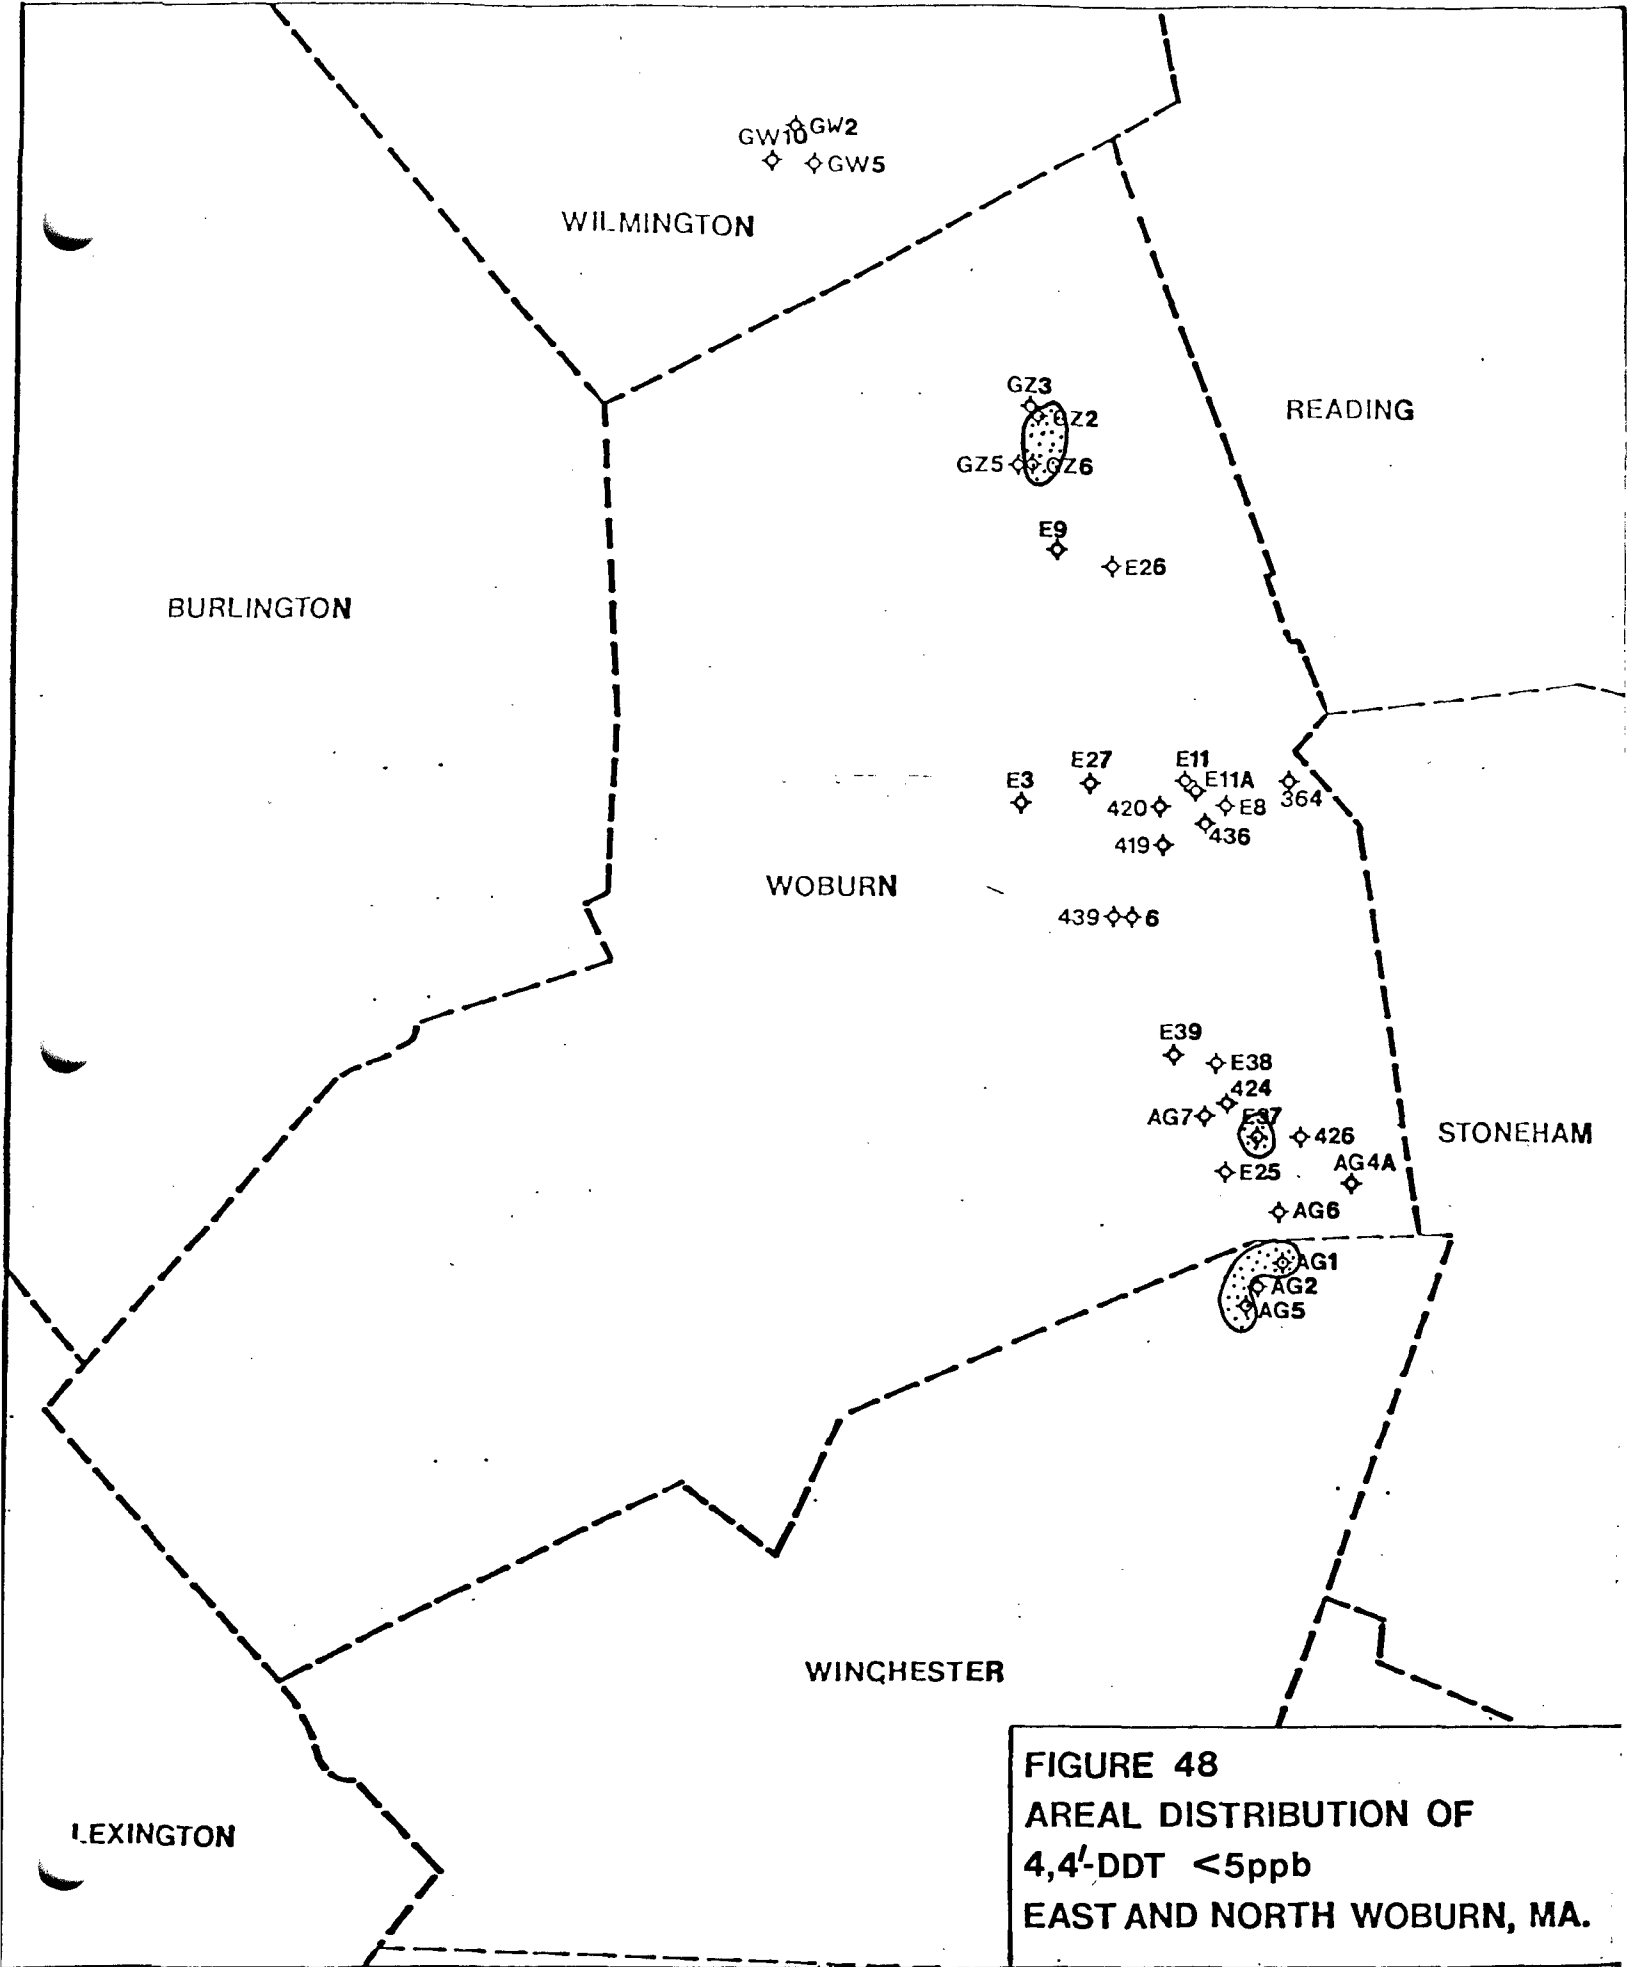 GW10 GW2
GW5
WILMINGTON
GZ3
GZ2
READING
GZ5 GZ6
E9
E26
BURLINGTON
E27 E11
E3 E11A
420 E8 364
436
419
WOBURN
439 6
E39
E38
424
AG7 E37
426 STONEHAM
AG4A
E25
AG6
AG1
AG2
AG5
WINCHESTER
FIGURE 48
AREAL DISTRIBUTION OF
4,4'-DDT <5ppb
EAST AND NORTH WOBURN, MA.
LEXINGTON